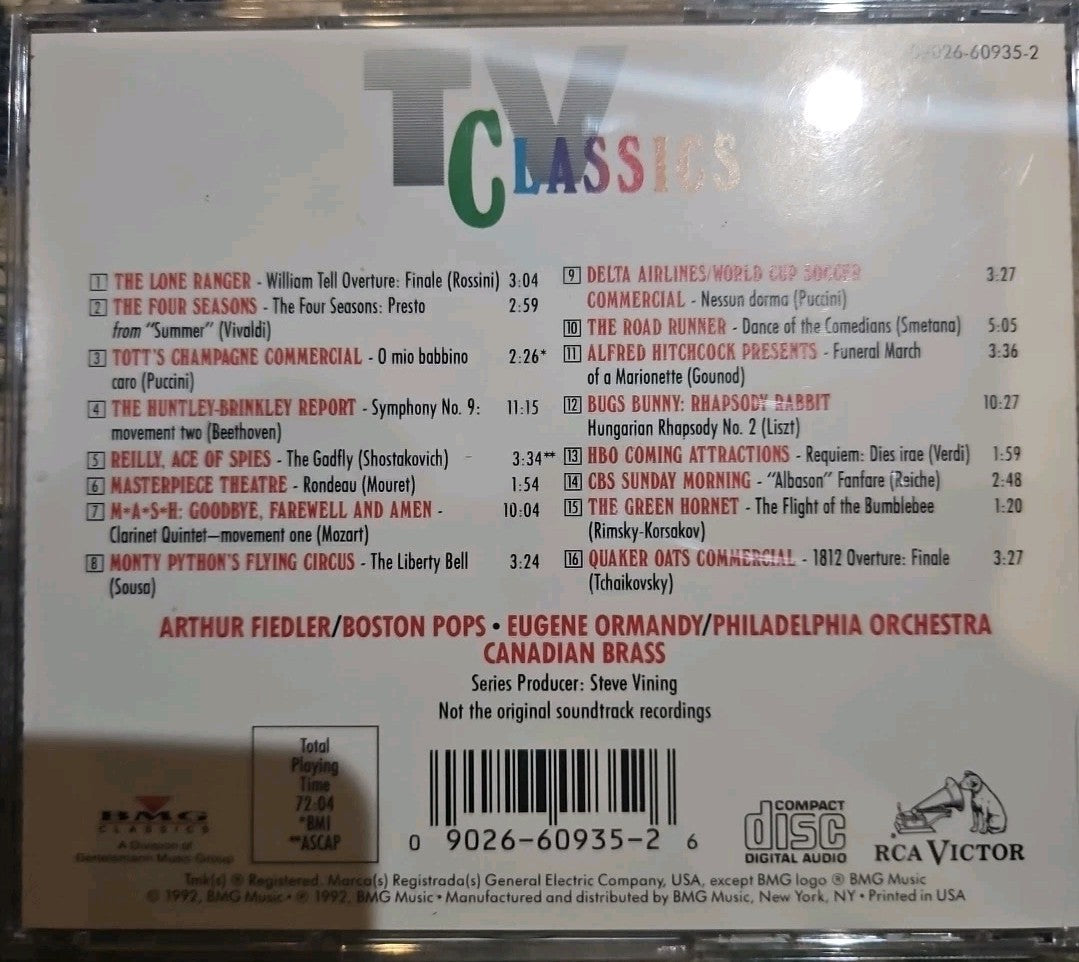 TV CLASSICS
09026-60935-2
1 THE LONE RANGER - William Tell Overture: Finale (Rossini) 3:04
2 THE FOUR SEASONS - The Four Seasons: Presto 2:59
from "Summer" (Vivaldi)
3 TOTT'S CHAMPAGNE COMMERCIAL - O mio babbino 2:26*
caro (Puccini)
4 THE HUNTLEY-BRINKLEY REPORT - Symphony No. 9: 11:15
movement two (Beethoven)
5 REILLY, ACE OF SPIES - The Gadfly (Shostakovich) - 3:34**
6 MASTERPIECE THEATRE - Rondeau (Mouret) 1:54
7 M*A*S*H: GOODBYE, FAREWELL AND AMEN - 10:04
Clarinet Quintet—movement one (Mozart)
8 MONTY PYTHON'S FLYING CIRCUS - The Liberty Bell 3:24
(Sousa)
9 DELTA AIRLINES/WORLD CUP SOCCER 3:27
COMMERCIAL - Nessun dorma (Puccini)
10 THE ROAD RUNNER - Dance of the Comedians (Smetana) 5:05
11 ALFRED HITCHCOCK PRESENTS - Funeral March 3:36
of a Marionette (Gounod)
12 BUGS BUNNY: RHAPSODY RABBIT 10:27
Hungarian Rhapsody No. 2 (Liszt)
13 HBO COMING ATTRACTIONS - Requiem: Dies irae (Verdi) 1:59
14 CBS SUNDAY MORNING - "Albason" Fanfare (Reiche) 2:48
15 THE GREEN HORNET - The Flight of the Bumblebee 1:20
(Rimsky-Korsakov)
16 QUAKER OATS COMMERCIAL - 1812 Overture: Finale 3:27
(Tchaikovsky)
ARTHUR FIEDLER/BOSTON POPS • EUGENE ORMANDY/PHILADELPHIA ORCHESTRA
CANADIAN BRASS
Series Producer: Steve Vining
Not the original soundtrack recordings
BMG
CLASSICS
A Division of
Bertelsmann Music Group
Total
Playing
Time
72:04
*BMI
**ASCAP
0 9026-60935-2 6
COMPACT
disc
DIGITAL AUDIO
RCA VICTOR
Tmk(s) ® Registered. Marca(s) Registrada(s) General Electric Company, USA, except BMG logo ® BMG Music
© 1992, BMG Music • ℗ 1992, BMG Music • Manufactured and distributed by BMG Music, New York, NY • Printed in USA